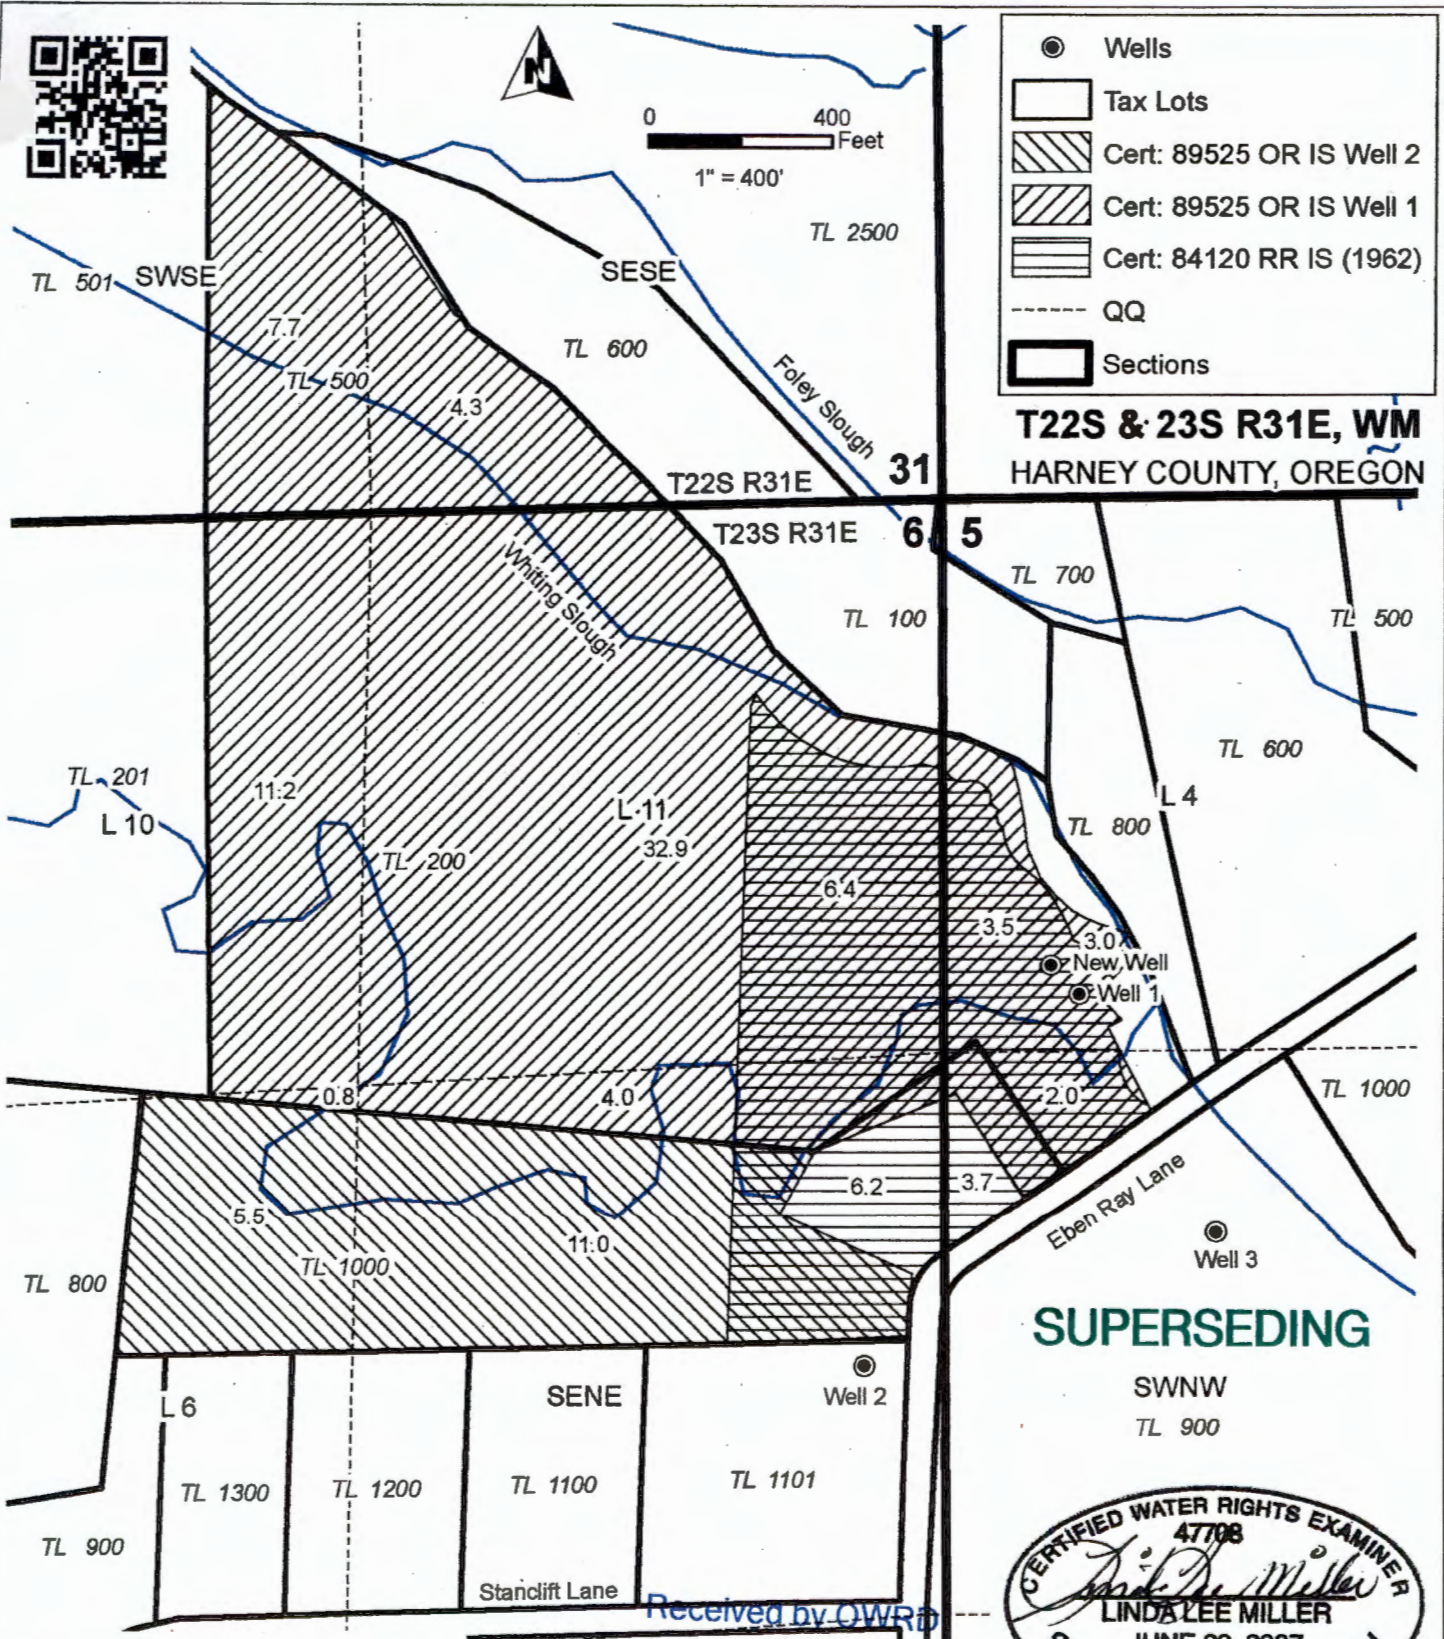 N
0 400
Feet
1" = 400'
Wells
Tax Lots
Cert: 89525 OR IS Well 2
Cert: 89525 OR IS Well 1
Cert: 84120 RR IS (1962)
QQ
Sections
T22S & 23S R31E, WM
HARNEY COUNTY, OREGON
TL 2500
TL 501
SWSE
SESE
7.7
TL 600
TL 500
4.3
Foley Slough
31
T22S R31E
T23S R31E
6
5
Whiting Slough
TL 700
TL 100
TL 500
TL 600
TL 201
11.2
L 10
L 11
32.9
L 4
TL 800
TL 200
6.4
3.5
3.0
New Well
Well 1
0.8
4.0
2.0
TL 1000
6.2
3.7
Eben Ray Lane
5.5
11.0
TL 1000
TL 800
Well 3
SUPERSEDING
SWNW
TL 900
L 6
SENE
Well 2
TL 1300
TL 1200
TL 1100
TL 1101
TL 900
Stanclift Lane
Received by OWRD
CERTIFIED WATER RIGHTS EXAMINER
47708
Linda Lee Miller
LINDA LEE MILLER